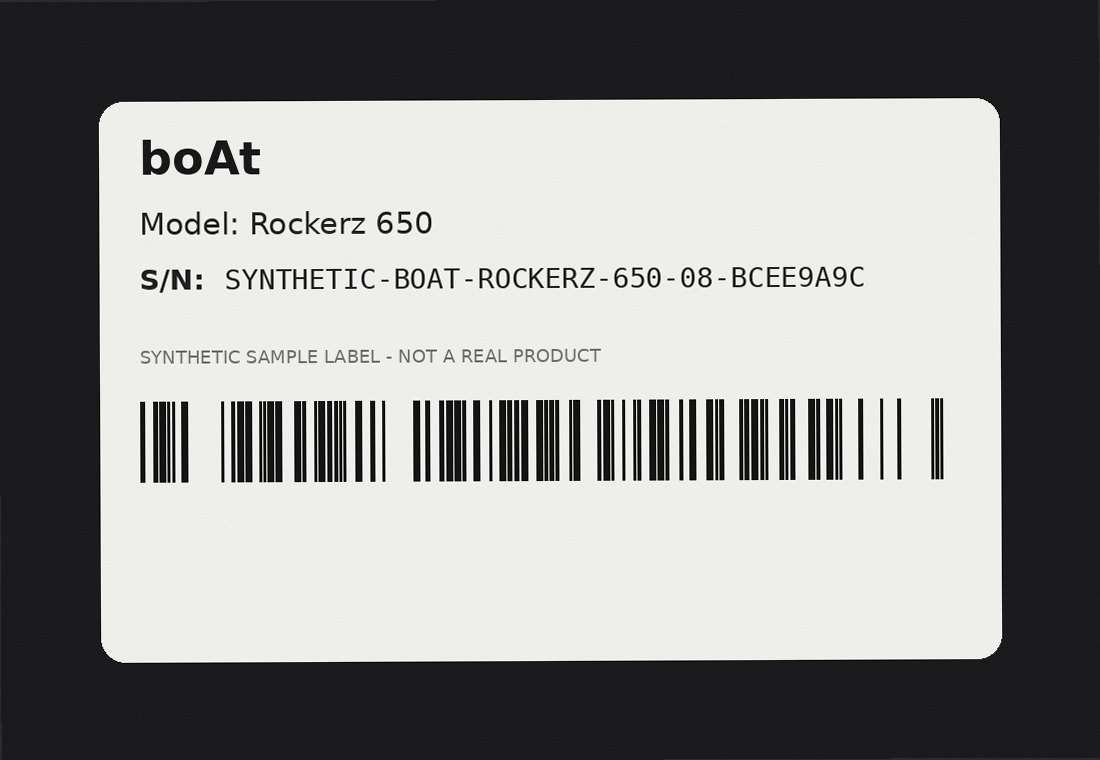 boAt
Model: Rockerz 650
S/N: SYNTHETIC-BOAT-ROCKERZ-650-08-BCEE9A9C
SYNTHETIC SAMPLE LABEL - NOT A REAL PRODUCT